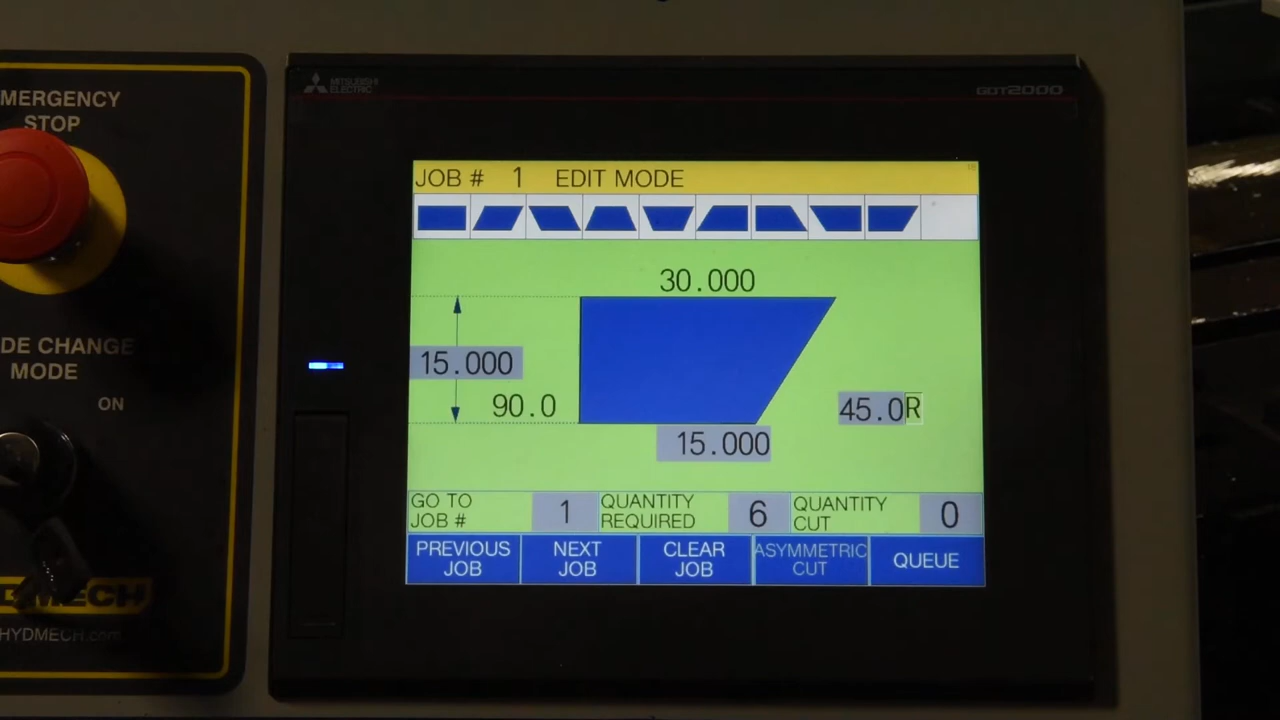 MERGENCY
STOP
DE CHANGE
MODE
ON
HYDMECH.com
MITSUBISHI
ELECTRIC
GOT2000
JOB # 1 EDIT MODE
30.000
15.000
90.0
45.0R
15.000
GO TO
JOB #
1
QUANTITY
REQUIRED
6
QUANTITY
CUT
0
PREVIOUS
JOB
NEXT
JOB
CLEAR
JOB
ASYMMETRIC
CUT
QUEUE